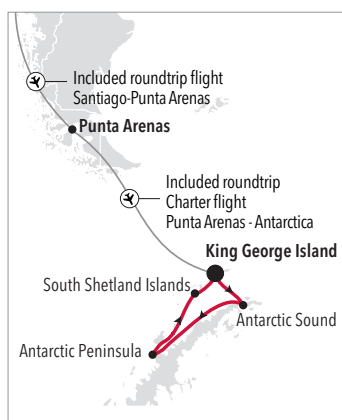 Included roundtrip flight
Santiago-Punta Arenas
Punta Arenas
Included roundtrip
Charter flight
Punta Arenas - Antarctica
King George Island
South Shetland Islands
Antarctic Sound
Antarctic Peninsula